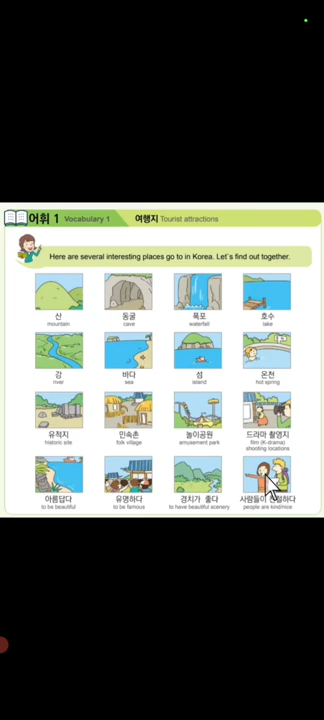 어휘 1 Vocabulary 1 여행지 Tourist attractions
Here are several interesting places go to in Korea. Let's find out together.
산 동굴 폭포 호수
mountain cave waterfall lake
강 바다 섬 온천
river sea island hot spring
유적지 민속촌 놀이공원 드라마 촬영지
historic site folk village amusement park film (K-drama)
shooting locations
아름답다 유명하다 경치가 좋다 사람들이 친절하다
to be beautiful to be famous to have beautiful scenery people are kind/nice